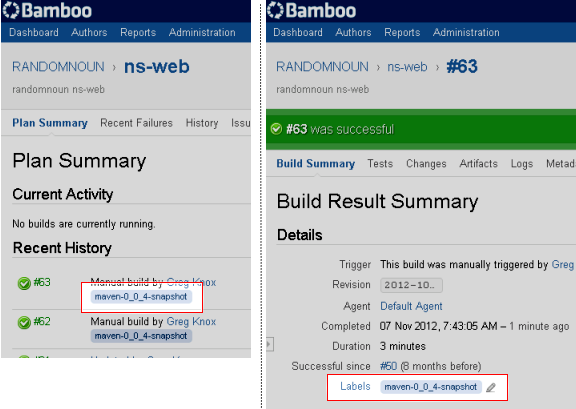 Bamboo
Dashboard Authors Reports Administration
RANDOMNOUN › ns-web
randomnoun ns-web
Plan Summary Recent Failures History Issu
Plan Summary
Current Activity
No builds are currently running.
Recent History
#63 Manual build by Greg Knox
maven-0_0_4-snapshot
#62 Manual build by Greg Knox
maven-0_0_4-snapshot
Bamboo
Dashboard Authors Reports Administration
RANDOMNOUN › ns-web › #63
randomnoun ns-web
#63 was successful
Build Summary Tests Changes Artifacts Logs Metad
Build Result Summary
Details
Trigger This build was manually triggered by Greg
Revision 2012-10...
Agent Default Agent
Completed 07 Nov 2012, 7:43:05 AM – 1 minute ago
Duration 3 minutes
Successful since #50 (8 months before)
Labels maven-0_0_4-snapshot